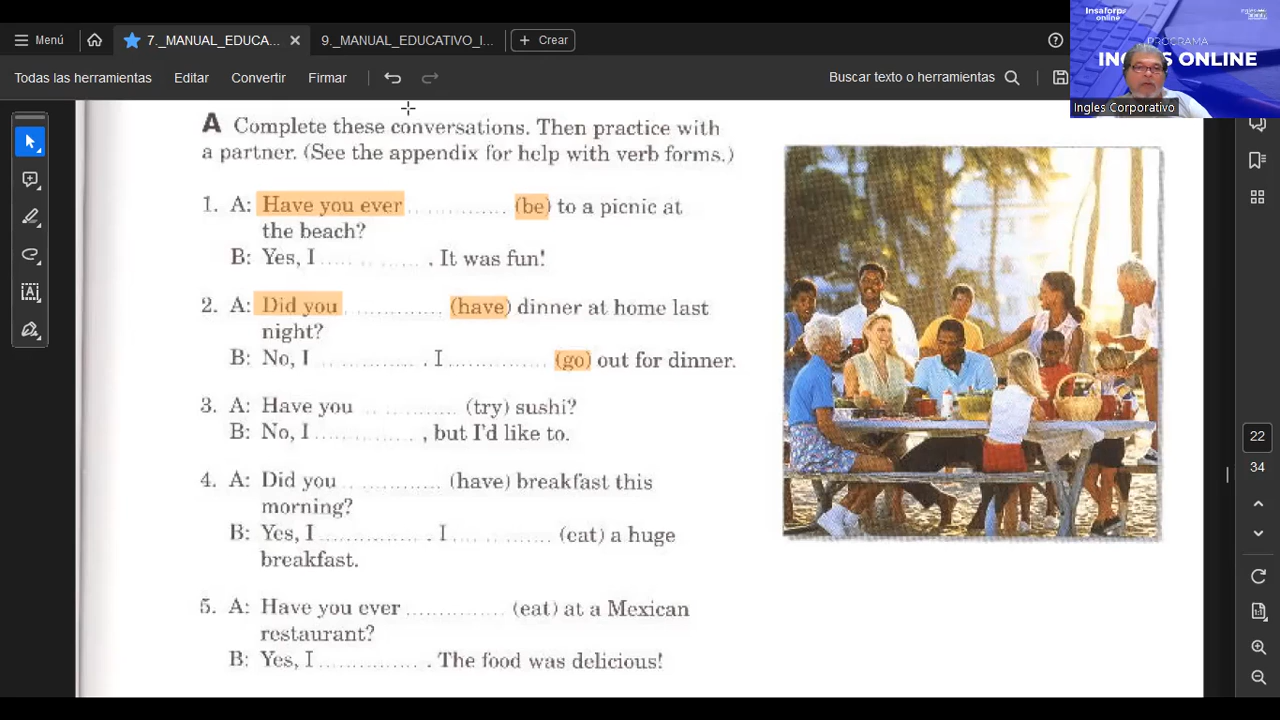 Menú
7._MANUAL_EDUCA...
9._MANUAL_EDUCATIVO_I...
Crear
Insaforp
online
PROGRAMA
INGLES ONLINE
Ingles Corporativo
Todas las herramientas
Editar
Convertir
Firmar
Buscar texto o herramientas
A Complete these conversations. Then practice with
a partner. (See the appendix for help with verb forms.)
1. A: Have you ever .............. (be) to a picnic at
the beach?
B: Yes, I .............. . It was fun!
2. A: Did you .............. (have) dinner at home last
night?
B: No, I .............. . I .............. (go) out for dinner.
3. A: Have you .............. (try) sushi?
B: No, I .............. , but I'd like to.
4. A: Did you .............. (have) breakfast this
morning?
B: Yes, I .............. . I .............. (eat) a huge
breakfast.
5. A: Have you ever .............. (eat) at a Mexican
restaurant?
B: Yes, I .............. . The food was delicious!
22
34